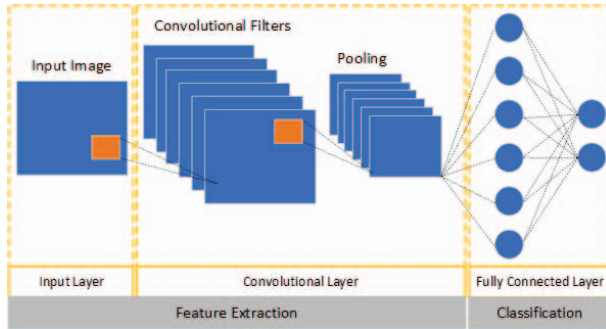 Convolutional Filters
Input Image
Pooling
Input Layer
Convolutional Layer
Fully Connected Layer
Feature Extraction
Classification